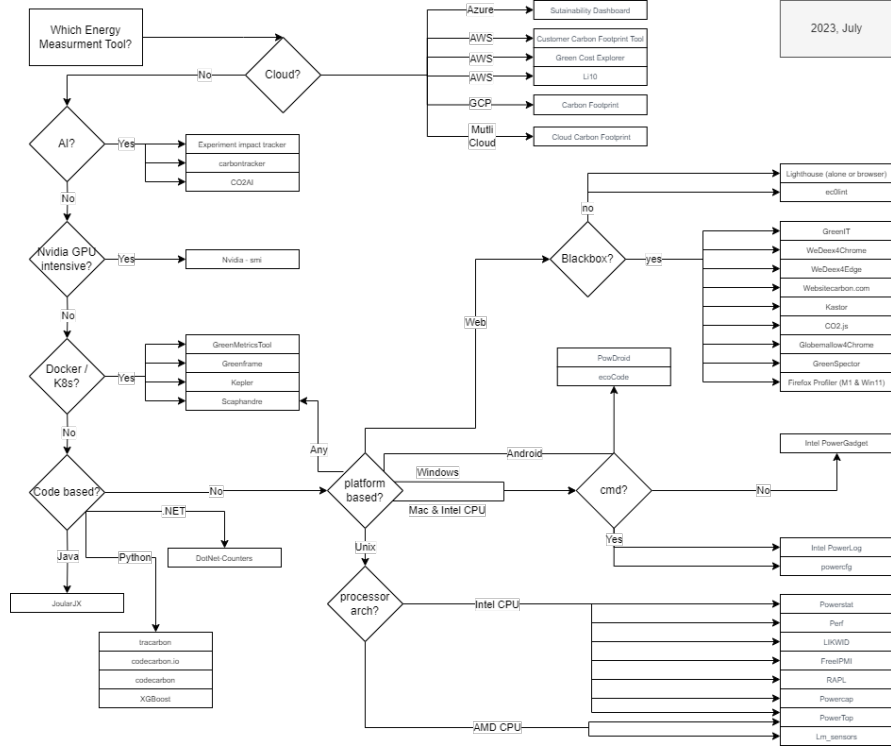 Which Energy
Measurment Tool?
Cloud?
Azure
Sutainability Dashboard
AWS
Customer Carbon Footprint Tool
AWS
Green Cost Explorer
AWS
Li10
GCP
Carbon Footprint
Mutli
Cloud
Cloud Carbon Footprint
2023, July
No
AI?
Yes
Experiment impact tracker
carbontracker
CO2AI
No
Nvidia GPU
intensive?
Yes
Nvidia - smi
No
Docker /
K8s?
Yes
GreenMetricsTool
Greenframe
Kepler
Scaphandre
No
Code based?
No
.NET
DotNet-Counters
Java
JoularJX
Python
tracarbon
codecarbon.io
codecarbon
XGBoost
platform
based?
Any
Web
Blackbox?
no
Lighthouse (alone or browser)
ec0lint
yes
GreenIT
WeDeex4Chrome
WeDeex4Edge
Websitecarbon.com
Kastor
CO2.js
Globemallow4Chrome
GreenSpector
Firefox Profiler (M1 & Win11)
Android
PowDroid
ecoCode
Windows
Mac & Intel CPU
cmd?
No
Intel PowerGadget
Yes
Intel PowerLog
powercfg
Unix
processor
arch?
Intel CPU
Powerstat
Perf
LIKWID
FreeIPMI
RAPL
Powercap
PowerTop
AMD CPU
Lm_sensors